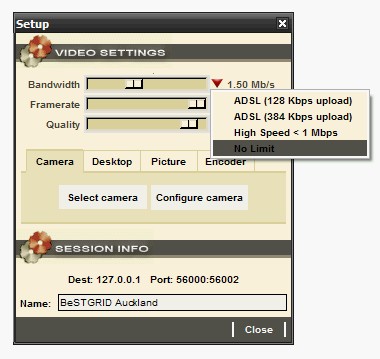 Setup
VIDEO SETTINGS
Bandwidth 1.50 Mb/s
ADSL (128 Kbps upload)
Framerate
ADSL (384 Kbps upload)
Quality
High Speed < 1 Mbps
No Limit
Camera Desktop Picture Encoder
Select camera Configure camera
SESSION INFO
Dest: 127.0.0.1 Port: 56000:56002
Name: BeSTGRID Auckland
Close